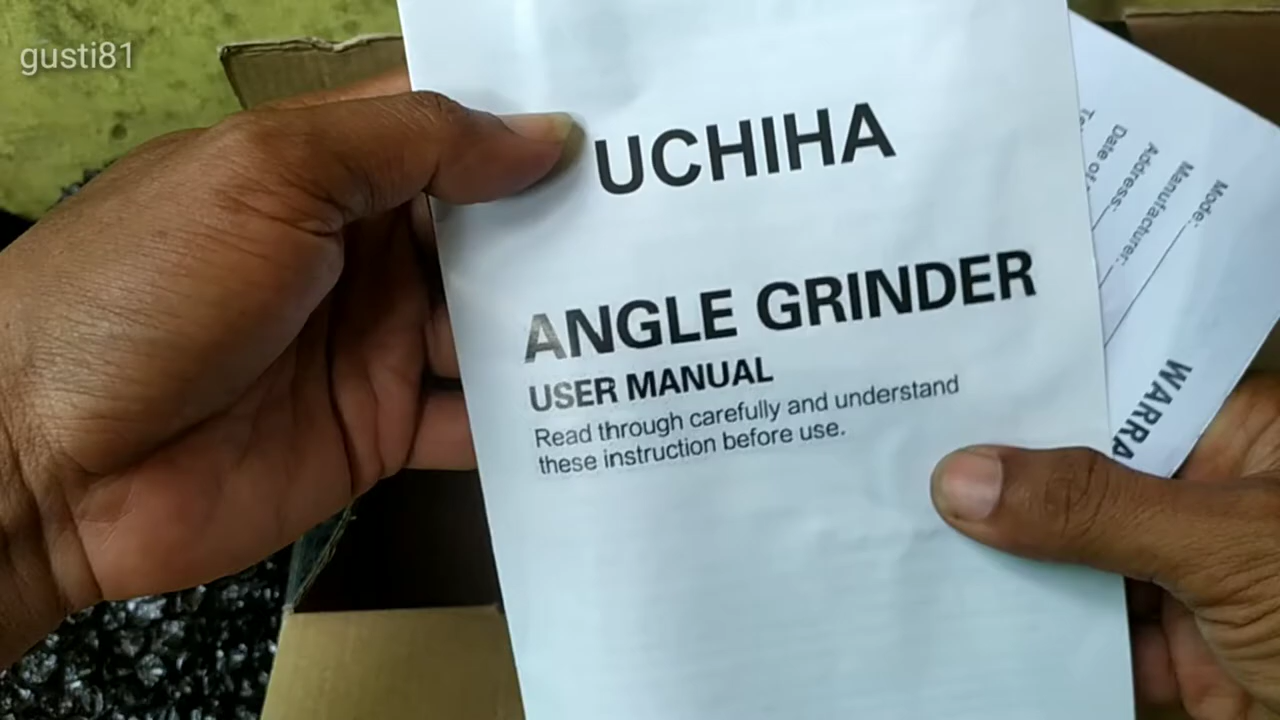 gusti81
UCHIHA
ANGLE GRINDER
USER MANUAL
Read through carefully and understand
these instruction before use.
Mode:
Manufacturer:
Address:
Date of
WARRA